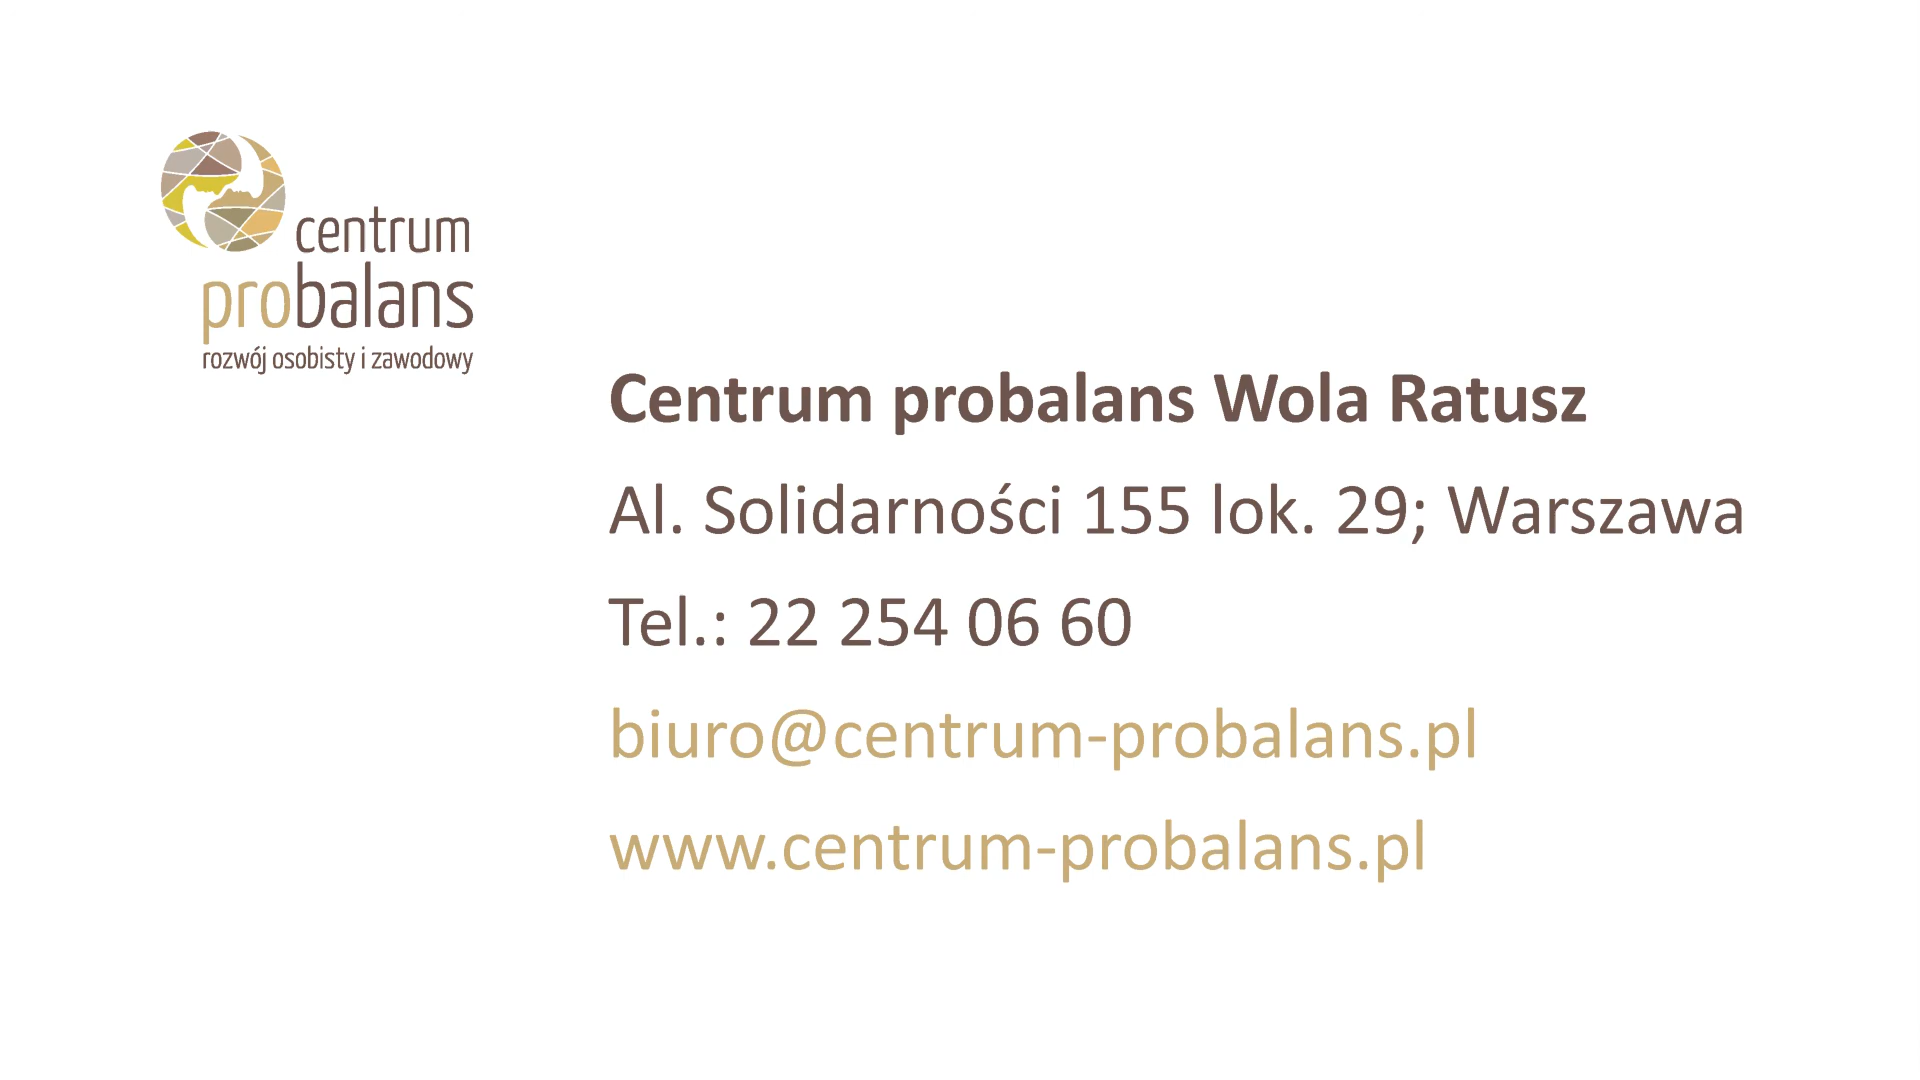 centrum
probalans
rozwój osobisty i zawodowy
Centrum probalans Wola Ratusz
Al. Solidarności 155 lok. 29; Warszawa
Tel.: 22 254 06 60
biuro@centrum-probalans.pl
www.centrum-probalans.pl